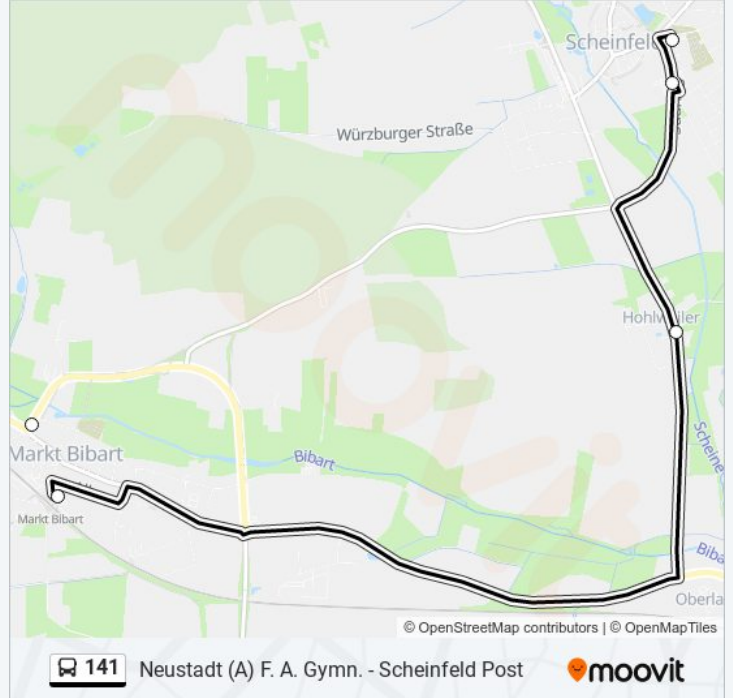 Scheinfeld
Würzburger Straße
Hohlweiler
Scheine
Markt Bibart
Bibart
Markt Bibart
Biba
Oberla
© OpenStreetMap contributors | © OpenMapTiles
141 Neustadt (A) F. A. Gymn. - Scheinfeld Post moovit
moovit